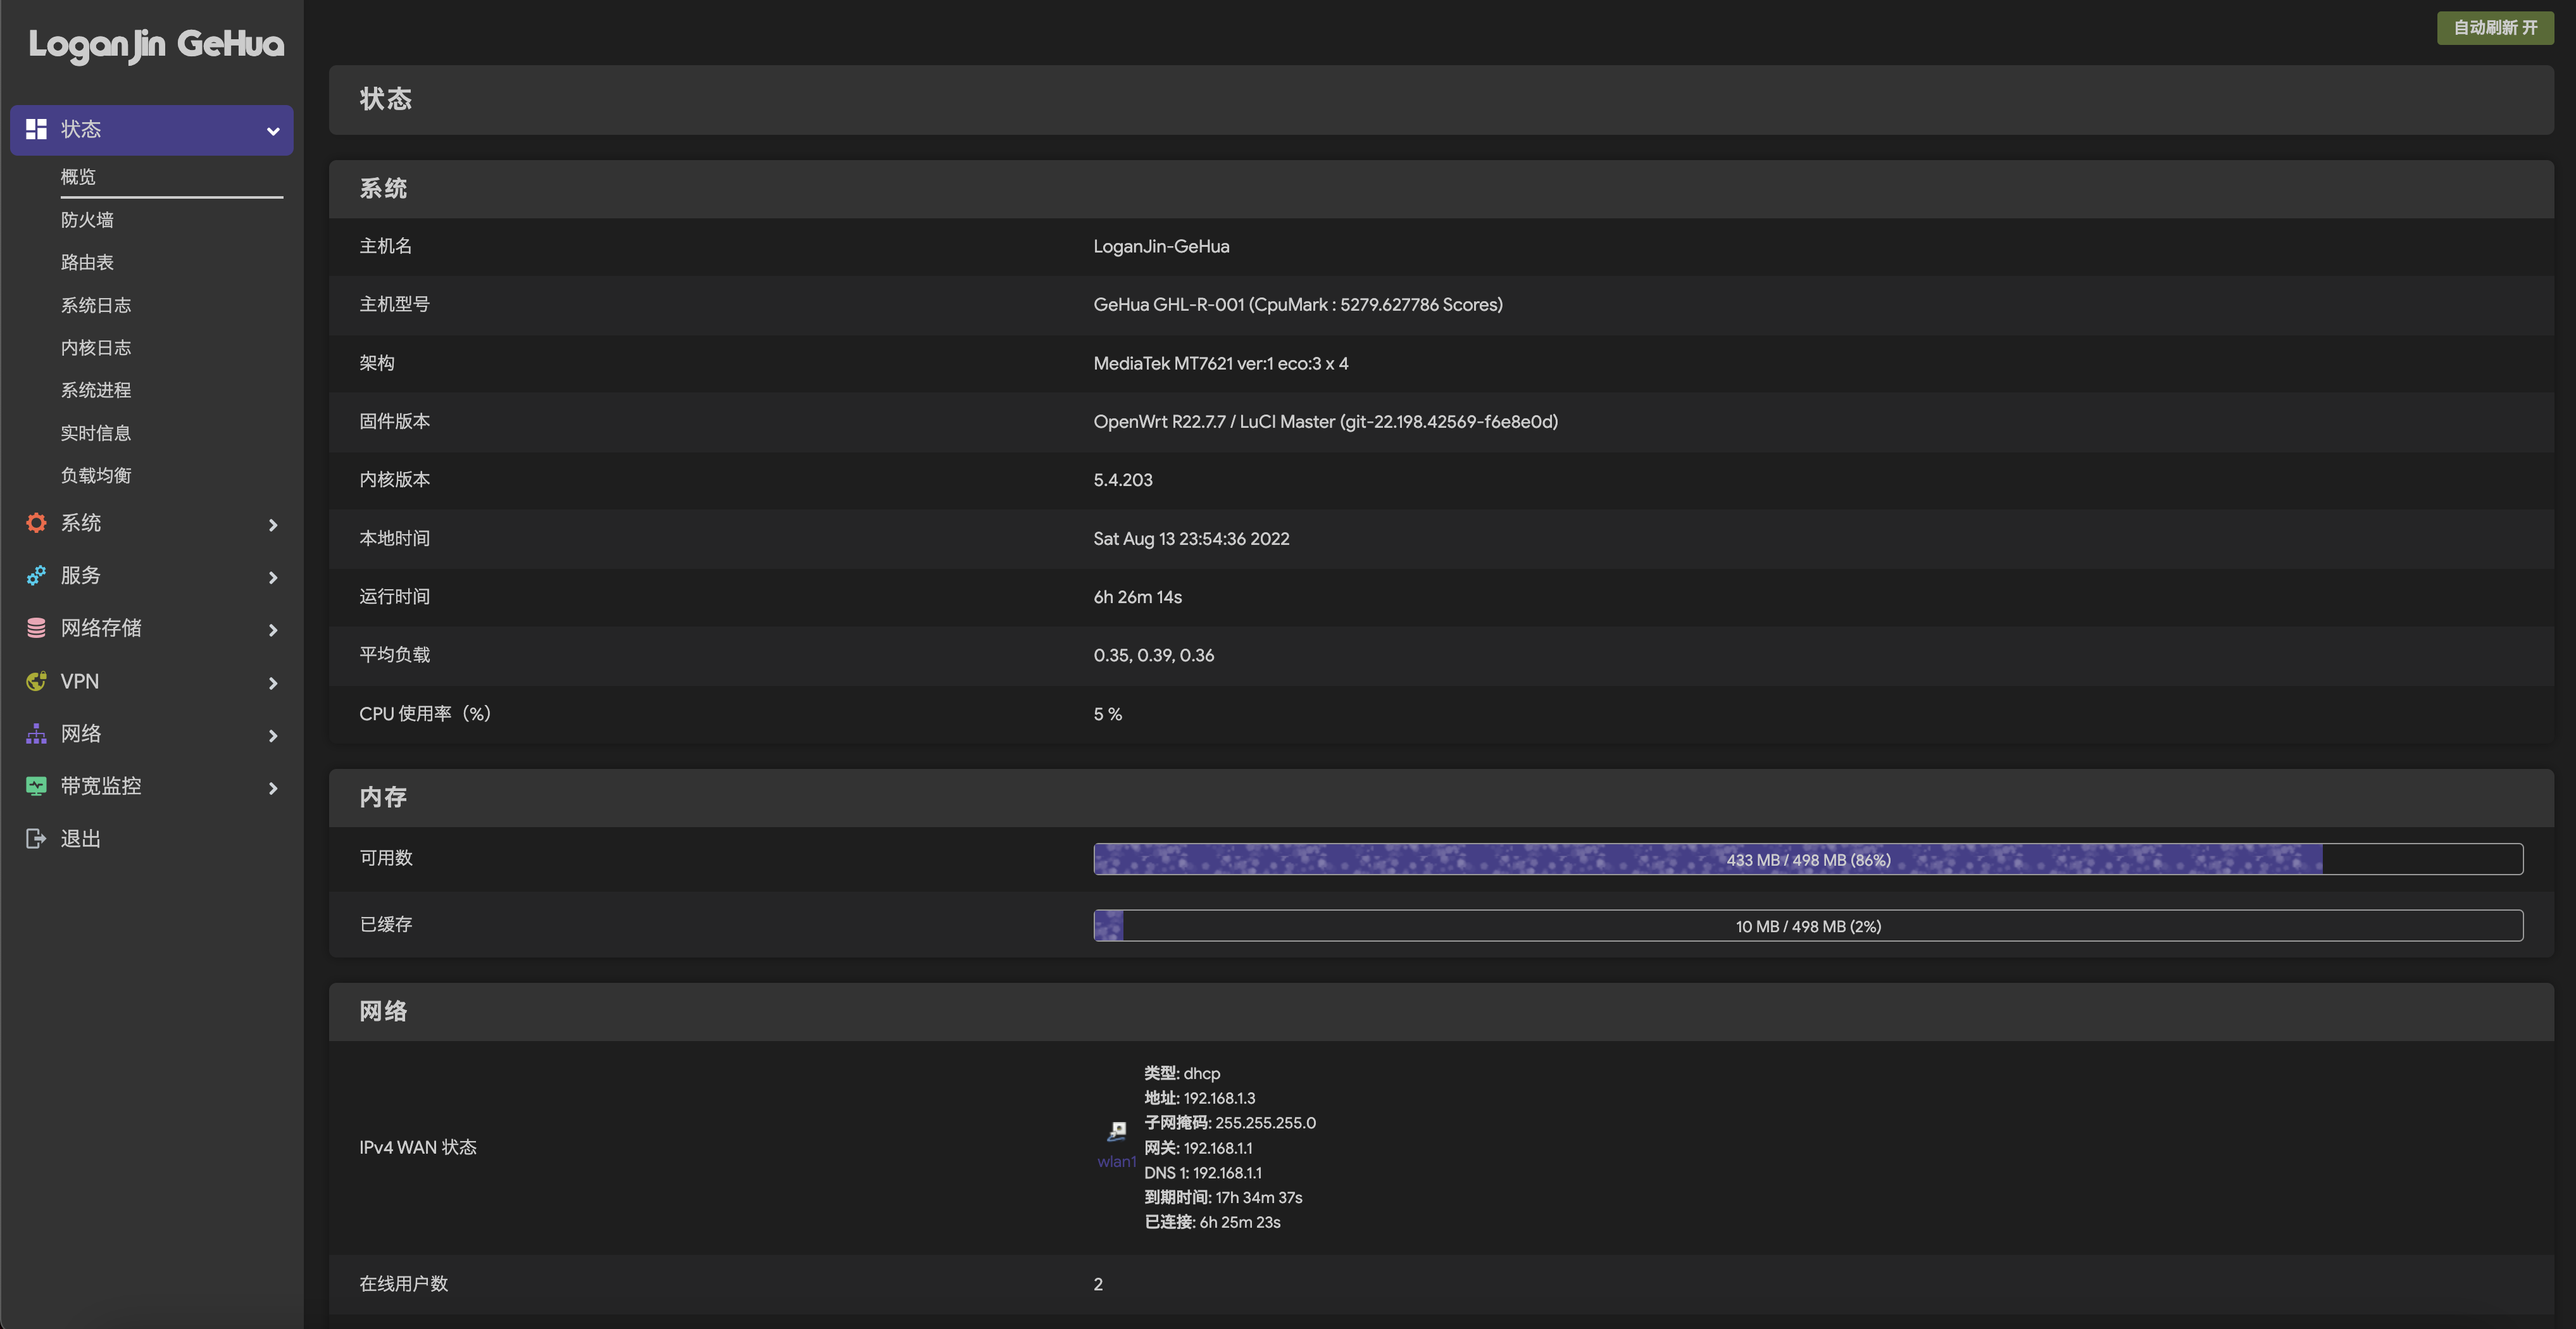 LoganJin GeHua
自动刷新 开
状态
概览
防火墙
路由表
系统日志
内核日志
系统进程
实时信息
负载均衡
系统
服务
网络存储
VPN
网络
带宽监控
退出
状态
系统
主机名 LoganJin-GeHua
主机型号 GeHua GHL-R-001 (CpuMark : 5279.627786 Scores)
架构 MediaTek MT7621 ver:1 eco:3 x 4
固件版本 OpenWrt R22.7.7 / LuCI Master (git-22.198.42569-f6e8e0d)
内核版本 5.4.203
本地时间 Sat Aug 13 23:54:36 2022
运行时间 6h 26m 14s
平均负载 0.35, 0.39, 0.36
CPU 使用率（%） 5 %
内存
可用数 433 MB / 498 MB (86%)
已缓存 10 MB / 498 MB (2%)
网络
IPv4 WAN 状态
wlan1
类型: dhcp
地址: 192.168.1.3
子网掩码: 255.255.255.0
网关: 192.168.1.1
DNS 1: 192.168.1.1
到期时间: 17h 34m 37s
已连接: 6h 25m 23s
在线用户数 2